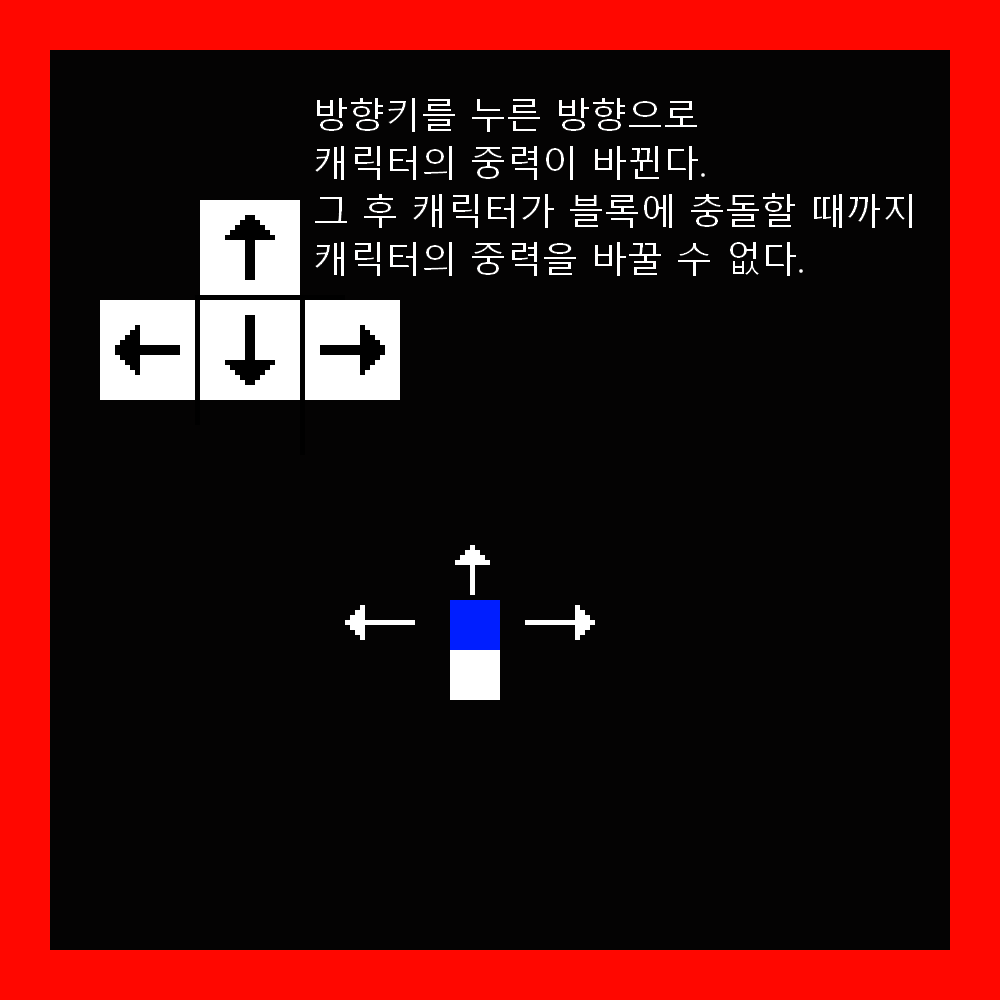 방향키를 누른 방향으로
캐릭터의 중력이 바뀐다.
그 후 캐릭터가 블록에 충돌할 때까지
캐릭터의 중력을 바꿀 수 없다.